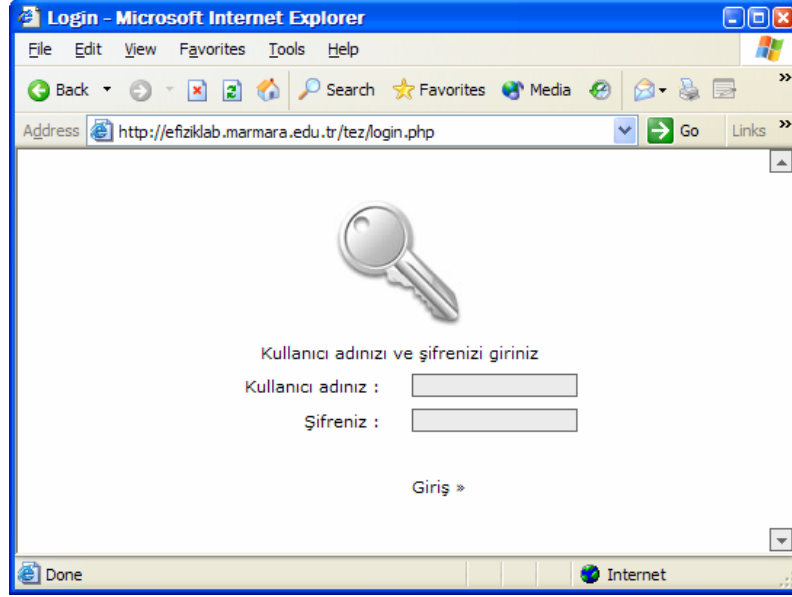 Login - Microsoft Internet Explorer
File Edit View Favorites Tools Help
Back Search Favorites Media »
Address http://efiziklab.marmara.edu.tr/tez/login.php Go Links »
Kullanıcı adınızı ve şifrenizi giriniz
Kullanıcı adınız :
Şifreniz :
Giriş »
Done Internet